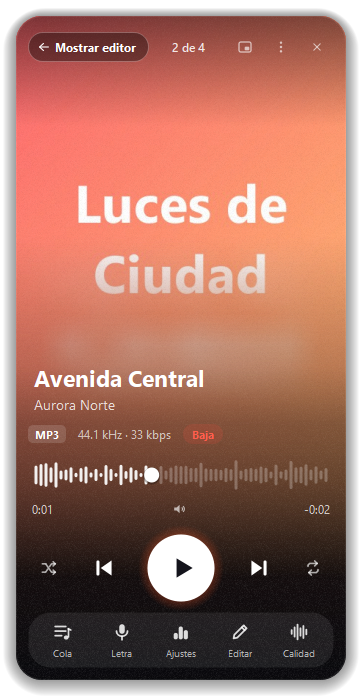 Mostrar editor
2 de 4
Luces de
Ciudad
Avenida Central
Aurora Norte
MP3 44.1 kHz · 33 kbps Baja
0:01 -0:02
Cola Letra Ajustes Editar Calidad